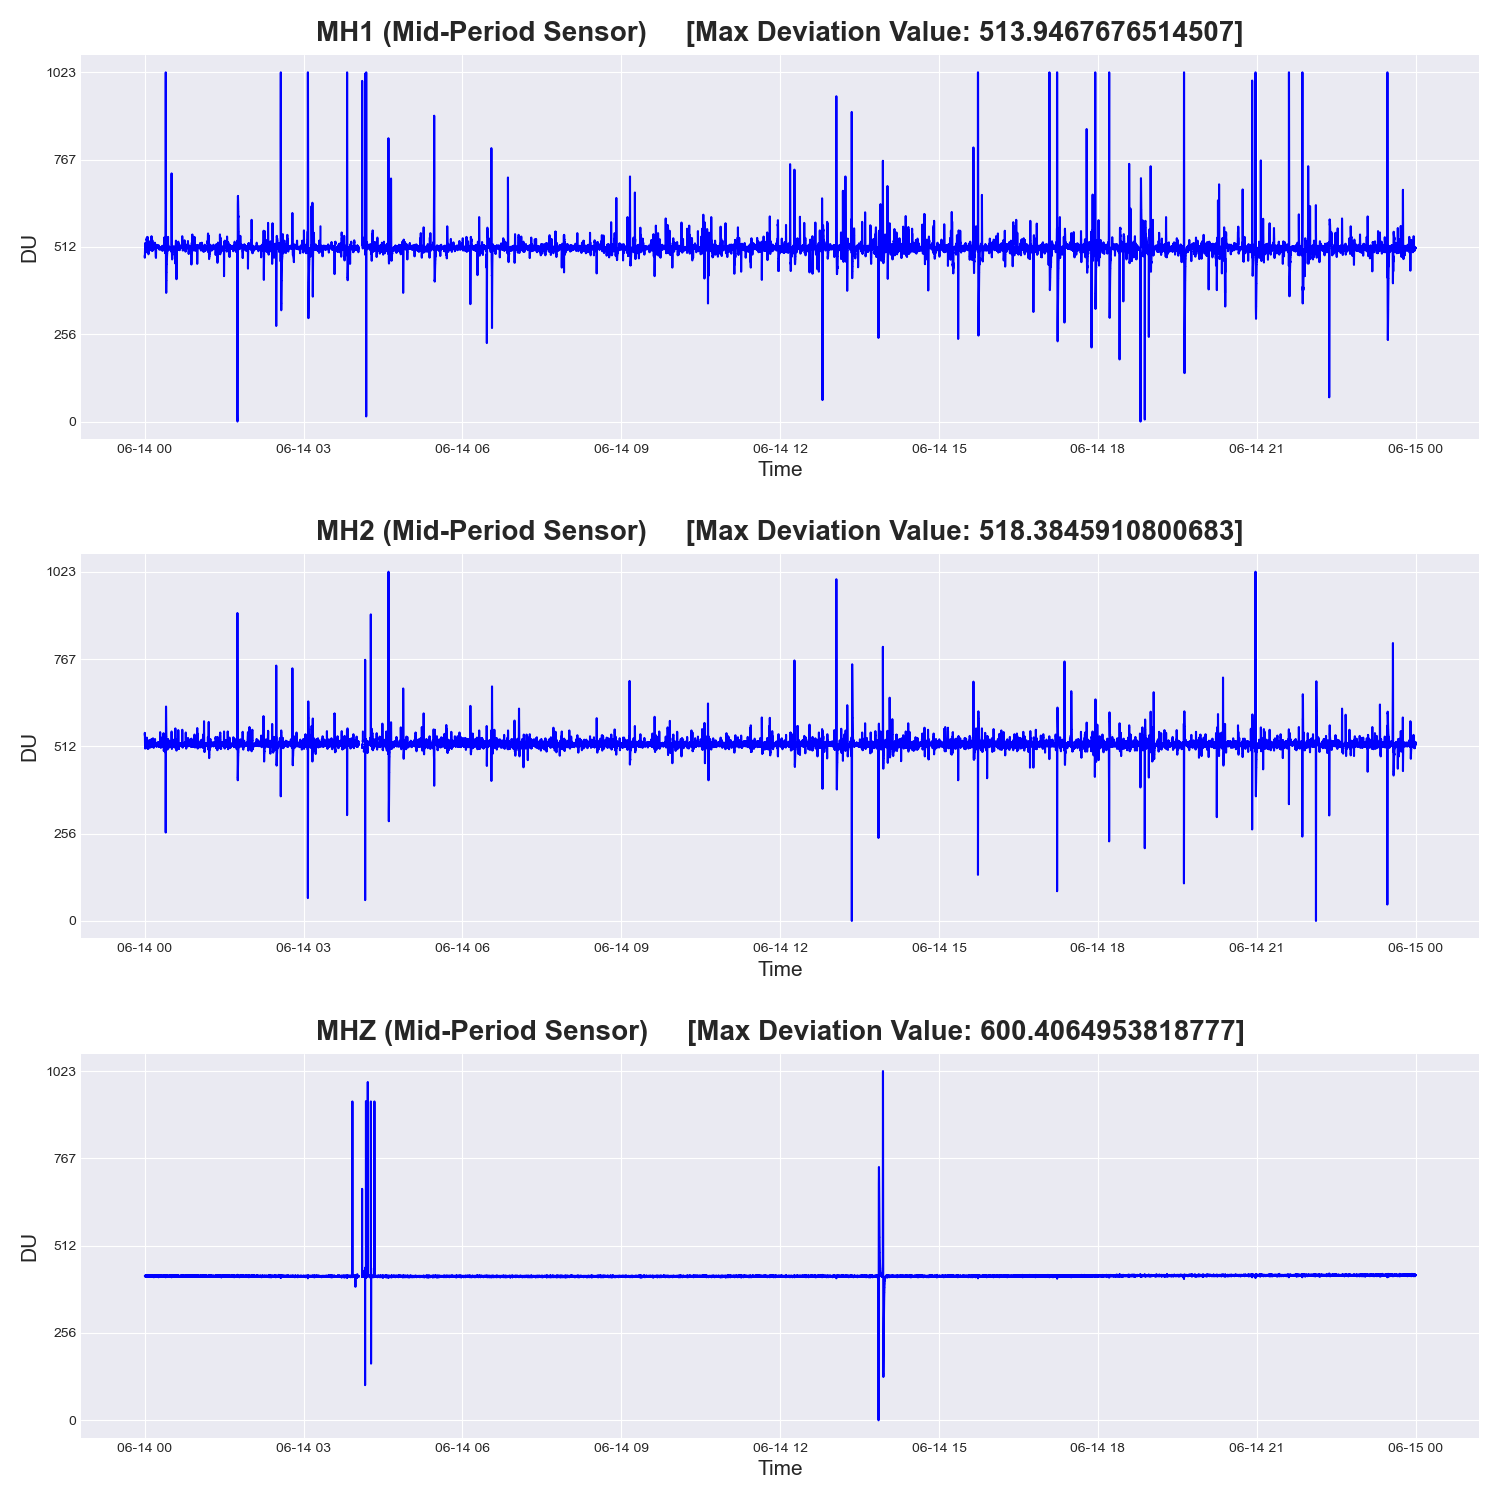 MH1 (Mid-Period Sensor) [Max Deviation Value: 513.9467676514507]
1023
767
512
256
0
DU
06-14 00 06-14 03 06-14 06 06-14 09 06-14 12 06-14 15 06-14 18 06-14 21 06-15 00
Time
MH2 (Mid-Period Sensor) [Max Deviation Value: 518.3845910800683]
1023
767
512
256
0
DU
06-14 00 06-14 03 06-14 06 06-14 09 06-14 12 06-14 15 06-14 18 06-14 21 06-15 00
Time
MHZ (Mid-Period Sensor) [Max Deviation Value: 600.4064953818777]
1023
767
512
256
0
DU
06-14 00 06-14 03 06-14 06 06-14 09 06-14 12 06-14 15 06-14 18 06-14 21 06-15 00
Time